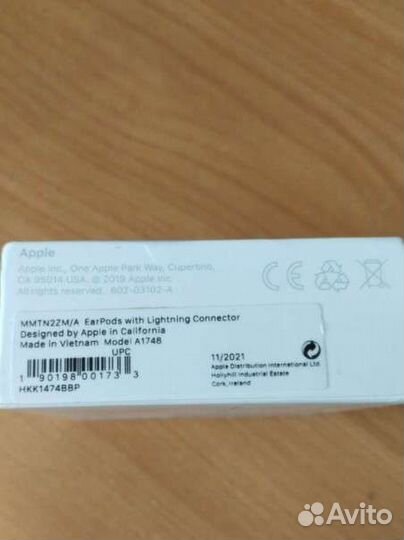 Apple
Apple Inc., One Apple Park Way, Cupertino,
CA 95014 USA. ℗ 2019 Apple Inc.
All rights reserved. 602-03102-A
MMTN2ZM/A EarPods with Lightning Connector
Designed by Apple in California
Made in Vietnam Model A1748
UPC
1 90198 00173 3
HKK1474BBP
11/2021
Apple Distribution International Ltd.
Hollyhill Industrial Estate
Cork, Ireland
Avito